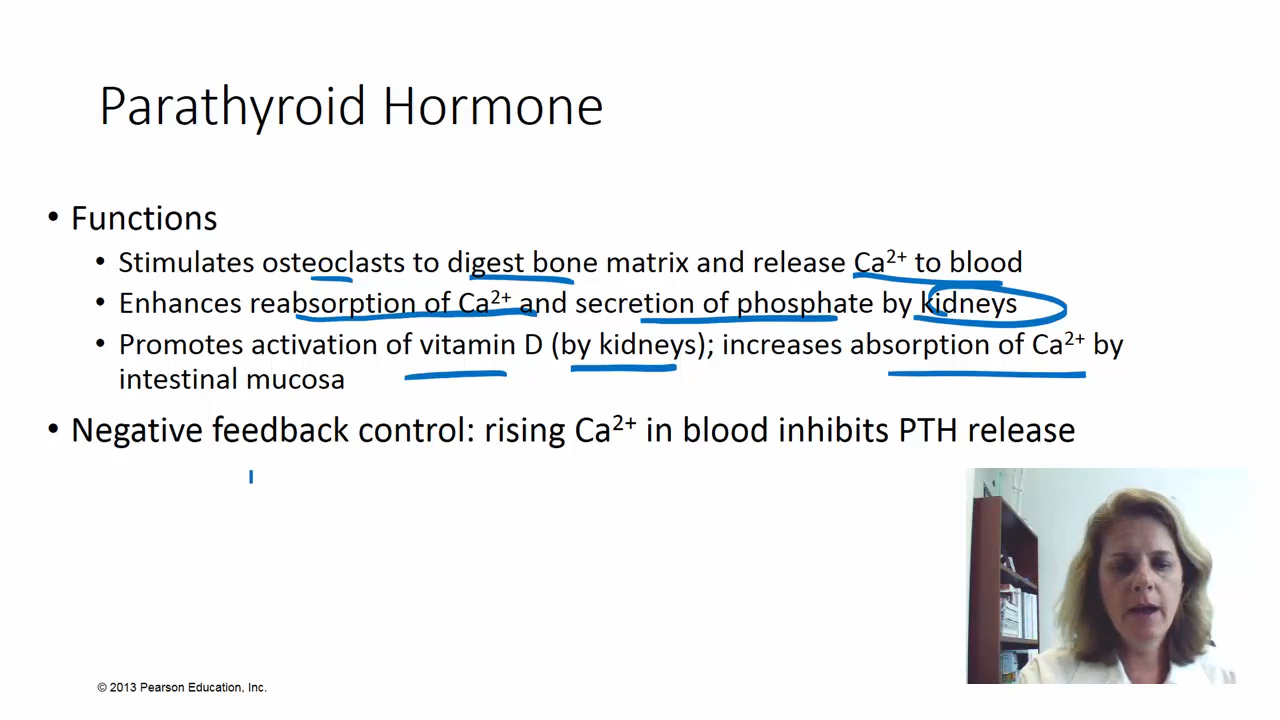 Parathyroid Hormone
• Functions
• Stimulates osteoclasts to digest bone matrix and release Ca²⁺ to blood
• Enhances reabsorption of Ca²⁺ and secretion of phosphate by kidneys
• Promotes activation of vitamin D (by kidneys); increases absorption of Ca²⁺ by
intestinal mucosa
• Negative feedback control: rising Ca²⁺ in blood inhibits PTH release
© 2013 Pearson Education, Inc.